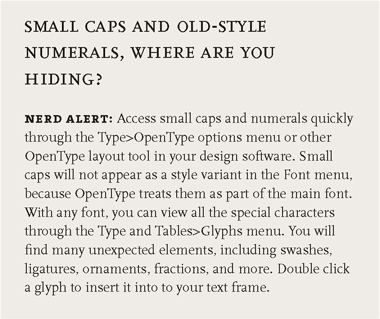 SMALL CAPS AND OLD-STYLE
NUMERALS, WHERE ARE YOU
HIDING?
NERD ALERT: Access small caps and numerals quickly
through the Type>OpenType options menu or other
OpenType layout tool in your design software. Small
caps will not appear as a style variant in the Font menu,
because OpenType treats them as part of the main font.
With any font, you can view all the special characters
through the Type and Tables>Glyphs menu. You will
find many unexpected elements, including swashes,
ligatures, ornaments, fractions, and more. Double click
a glyph to insert it into to your text frame.